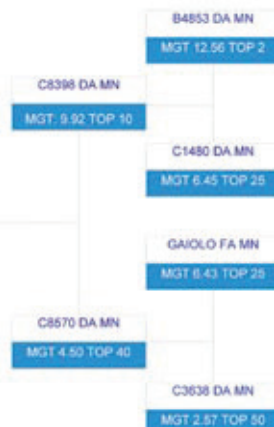 B4853 DA MN
MGT 12.56 TOP 2
C8398 DA MN
MGT: 9.92 TOP 10
C1480 DA MN
MGT 6.45 TOP 25
GAIOLO FA MN
MGT 6.43 TOP 25
C8570 DA MN
MGT 4.50 TOP 40
C3638 DA MN
MGT 2.57 TOP 50